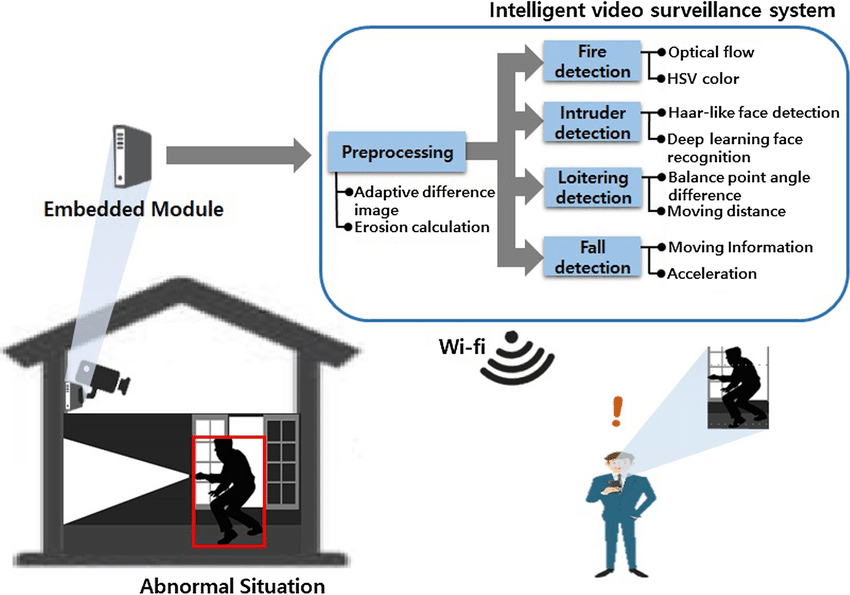 Intelligent video surveillance system
Fire
detection
Optical flow
HSV color
Intruder
detection
Haar-like face detection
Deep learning face
recognition
Preprocessing
Adaptive difference
image
Erosion calculation
Loitering
detection
Balance point angle
difference
Moving distance
Fall
detection
Moving Information
Acceleration
Embedded Module
Wi-fi
!
Abnormal Situation